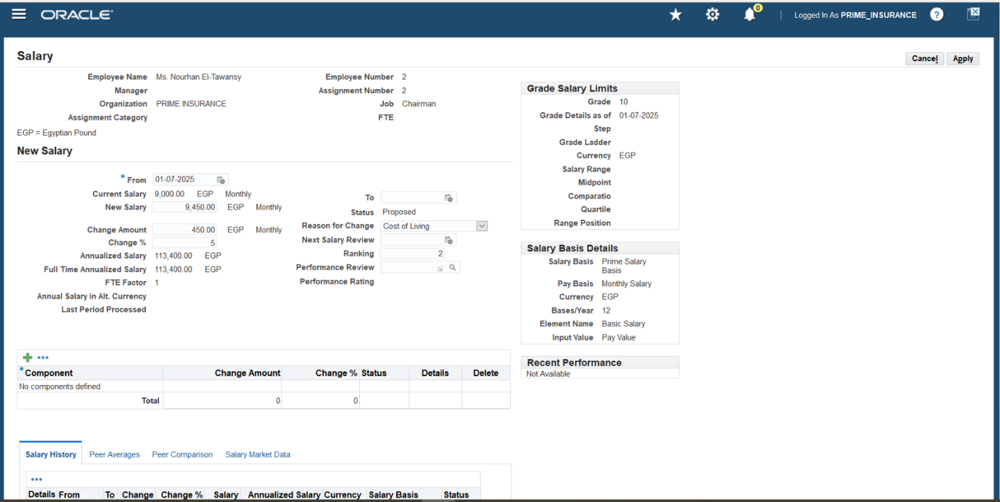 ORACLE
0
Logged In As PRIME_INSURANCE
?
Salary
Cancel Apply
Employee Name Ms. Nourhan El-Tawansy
Manager
Organization PRIME INSURANCE
Assignment Category
Employee Number 2
Assignment Number 2
Job Chairman
FTE
EGP = Egyptian Pound
New Salary
* From 01-07-2025
Current Salary 9,000.00 EGP Monthly
New Salary 9,450.00 EGP Monthly
Change Amount 450.00 EGP Monthly
Change % 5
Annualized Salary 113,400.00 EGP
Full Time Annualized Salary 113,400.00 EGP
FTE Factor 1
Annual Salary in Alt. Currency
Last Period Processed
To
Status Proposed
Reason for Change Cost of Living
Next Salary Review
Ranking 2
Performance Review
Performance Rating
Grade Salary Limits
Grade 10
Grade Details as of 01-07-2025
Step
Grade Ladder
Currency EGP
Salary Range
Midpoint
Comparatio
Quartile
Range Position
Salary Basis Details
Salary Basis Prime Salary
Basis
Pay Basis Monthly Salary
Currency EGP
Bases/Year 12
Element Name Basic Salary
Input Value Pay Value
Recent Performance
Not Available
* Component Change Amount Change % Status Details Delete
No components defined
Total 0 0
Salary History Peer Averages Peer Comparison Salary Market Data
Details From To Change Change % Salary Annualized Salary Currency Salary Basis Status